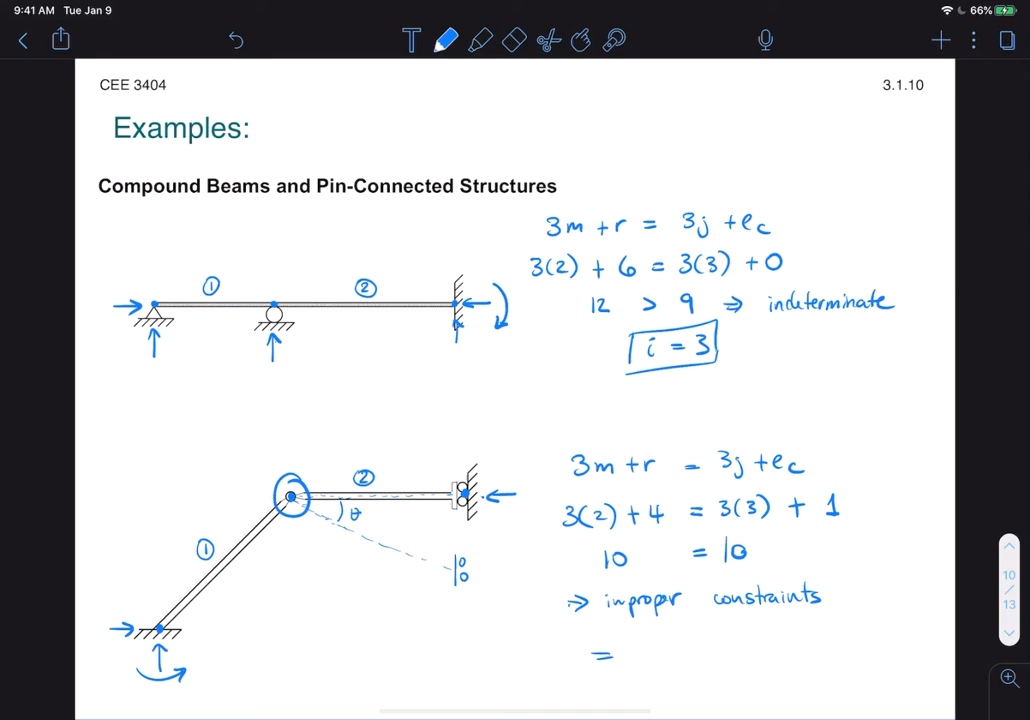 9:41 AM Tue Jan 9
66%
CEE 3404
3.1.10
Examples:
Compound Beams and Pin-Connected Structures
3m + r = 3j + ec
3(2) + 6 = 3(3) + 0
12 > 9 ⇒ indeterminate
i = 3
① ②
3m + r = 3j + ec
3(2) + 4 = 3(3) + 1
10 = 10
⇒ improper constraints
=
②
θ
①
10
/
13